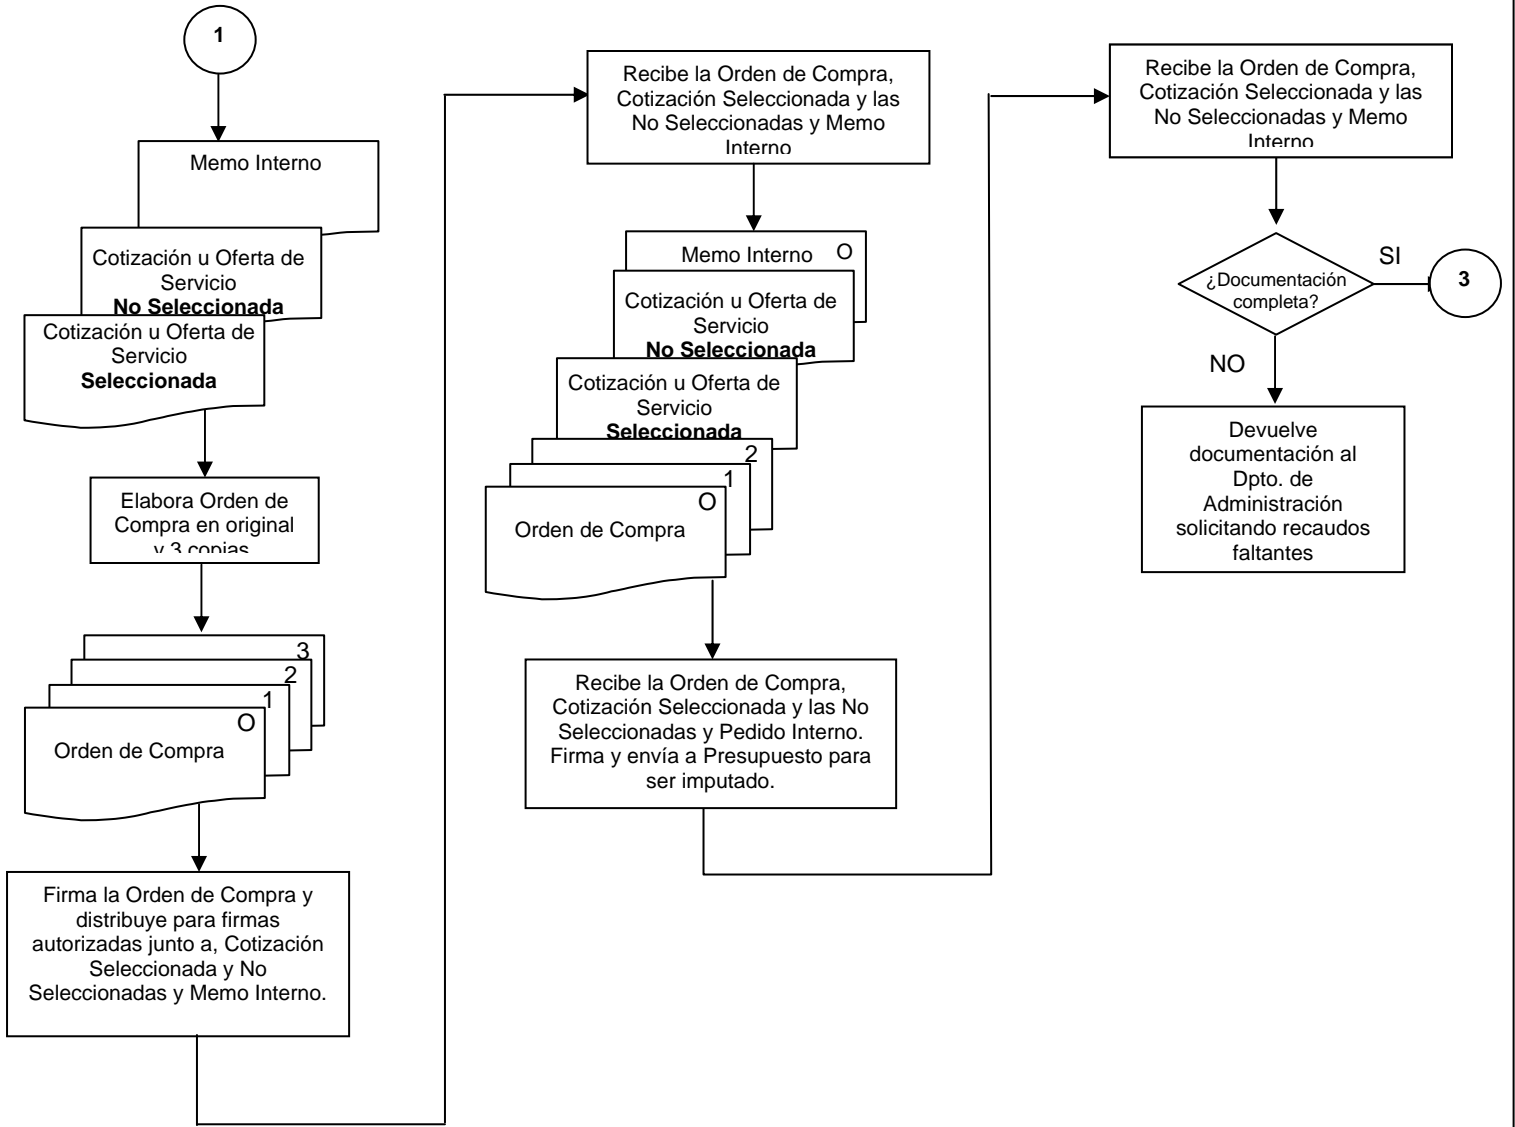 1
Memo Interno
Cotización u Oferta de
Servicio
No Seleccionada
Cotización u Oferta de
Servicio
Seleccionada
Elabora Orden de
Compra en original
y 3 copias
3
2
1
O
Orden de Compra
Firma la Orden de Compra y
distribuye para firmas
autorizadas junto a, Cotización
Seleccionada y No
Seleccionadas y Memo Interno.
Recibe la Orden de Compra,
Cotización Seleccionada y las
No Seleccionadas y Memo
Interno
Memo Interno O
Cotización u Oferta de
Servicio
No Seleccionada
Cotización u Oferta de
Servicio
Seleccionada
2
1
O
Orden de Compra
Recibe la Orden de Compra,
Cotización Seleccionada y las No
Seleccionadas y Pedido Interno.
Firma y envía a Presupuesto para
ser imputado.
Recibe la Orden de Compra,
Cotización Seleccionada y las
No Seleccionadas y Memo
Interno
¿Documentación
completa?
SI
3
NO
Devuelve
documentación al
Dpto. de
Administración
solicitando recaudos
faltantes